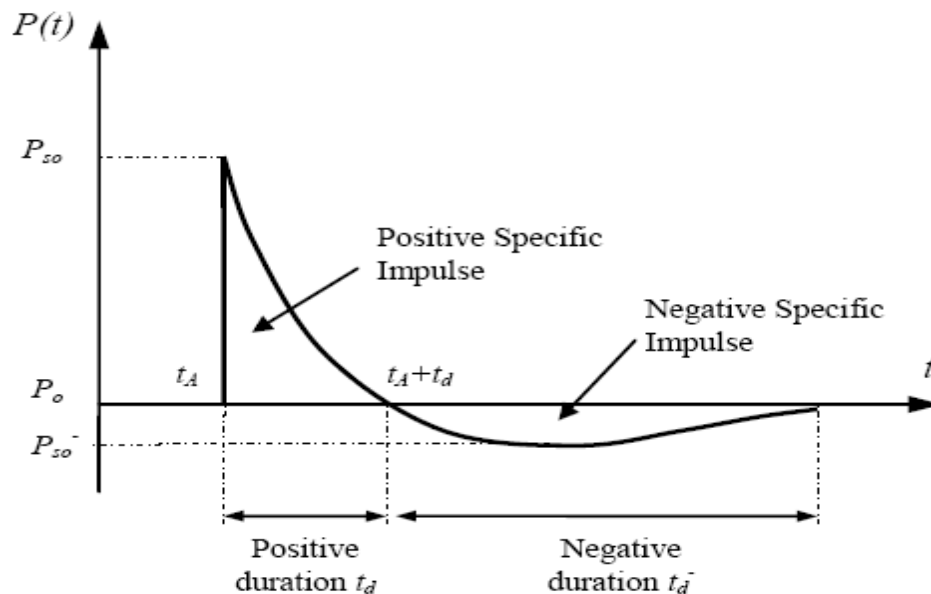 P(t)
Pso
Positive Specific
Impulse
Negative Specific
Impulse
tA
tA+td
t
Po
Pso-
Positive
duration td
Negative
duration td-